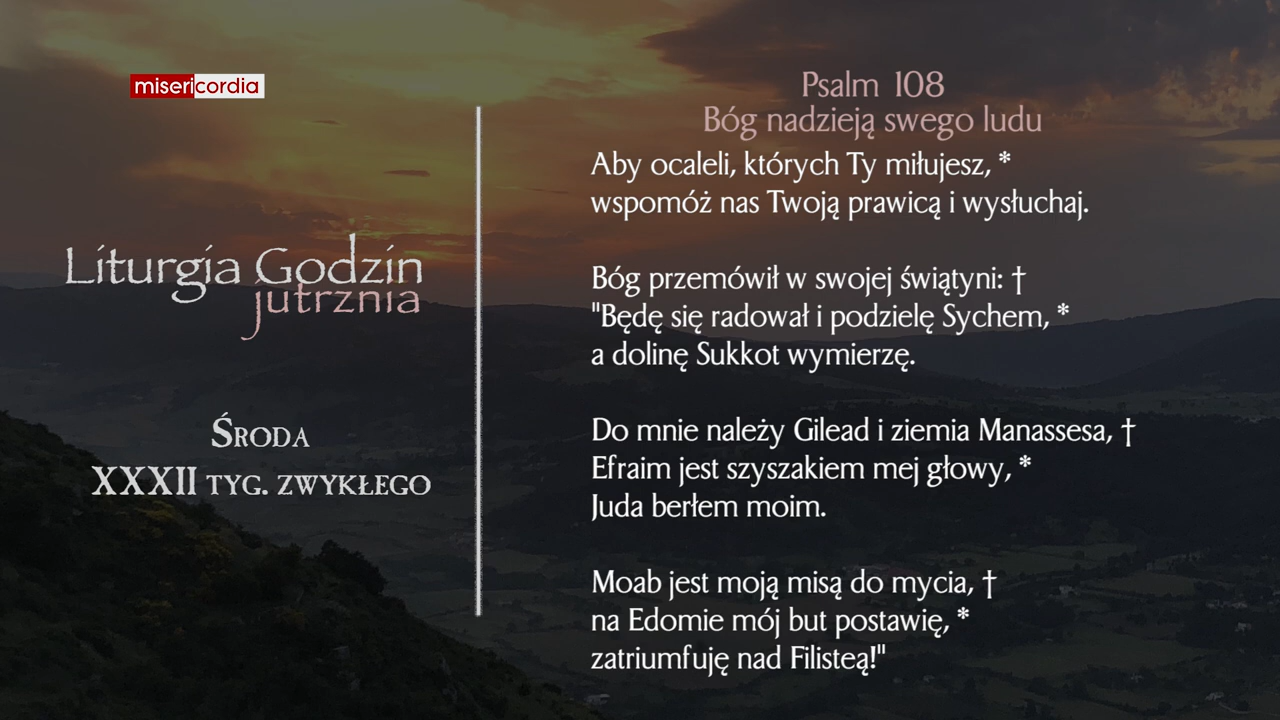 misericordia
Liturgia Godzin
jutrznia
Środa
XXXII TYG. ZWYKŁEGO
Psalm 108
Bóg nadzieją swego ludu
Aby ocaleli, których Ty miłujesz, *
wspomóż nas Twoją prawicą i wysłuchaj.
Bóg przemówił w swojej świątyni: †
"Będę się radował i podzielę Sychem, *
a dolinę Sukkot wymierzę.
Do mnie należy Gilead i ziemia Manassesa, †
Efraim jest szyszakiem mej głowy, *
Juda berłem moim.
Moab jest moją misą do mycia, †
na Edomie mój but postawię, *
zatriumfuję nad Filisteą!"